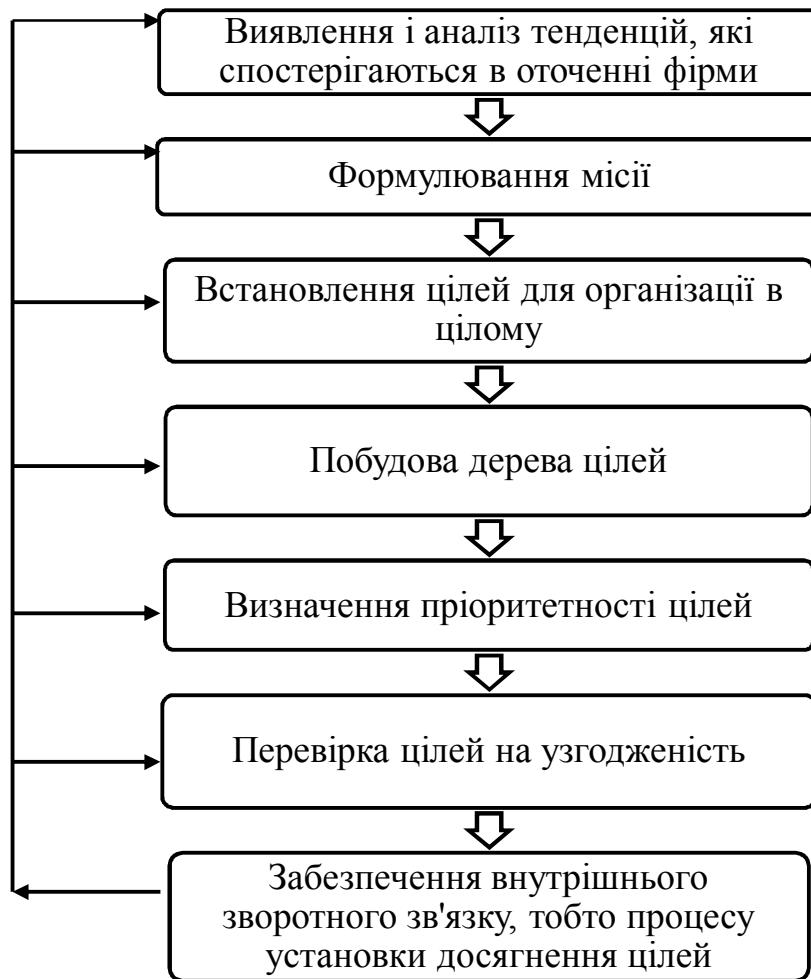 Виявлення і аналіз тенденцій, які
спостерігаються в оточенні фірми
Формулювання місії
Встановлення цілей для організації в
цілому
Побудова дерева цілей
Визначення пріоритетності цілей
Перевірка цілей на узгодженість
Забезпечення внутрішнього
зворотного зв'язку, тобто процесу
установки досягнення цілей